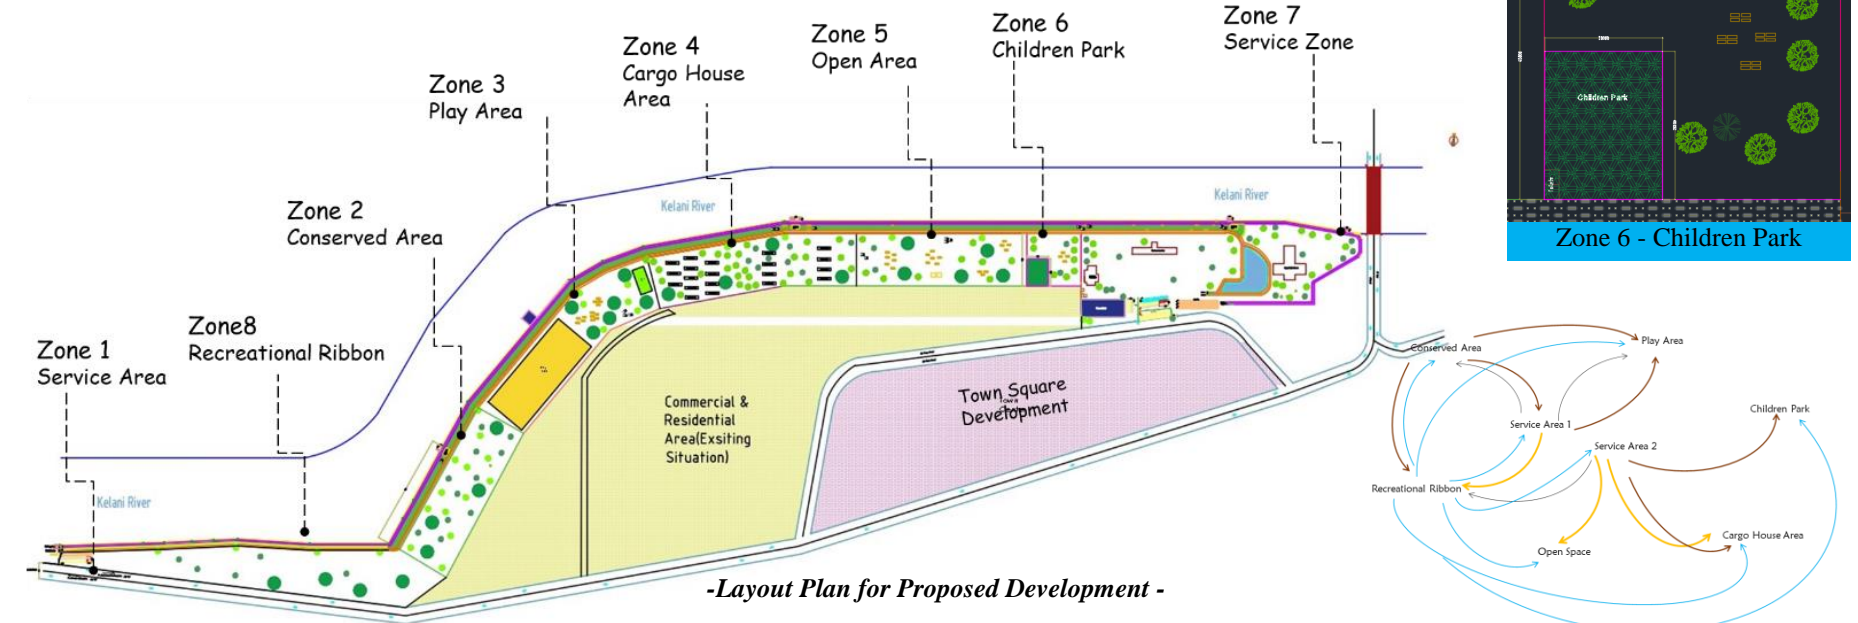 Zone 1
Service Area
Zone8
Recreational Ribbon
Zone 2
Conserved Area
Zone 3
Play Area
Zone 4
Cargo House
Area
Zone 5
Open Area
Zone 6
Children Park
Zone 7
Service Zone
Kelani River
Kelani River
Kelani River
Commercial &
Residential
Area(Exsiting
Situation)
Town Square
Development
-Layout Plan for Proposed Development -
Children Park
Zone 6 - Children Park
Conserved Area
Play Area
Children Park
Service Area 1
Service Area 2
Recreational Ribbon
Cargo House Area
Open Space